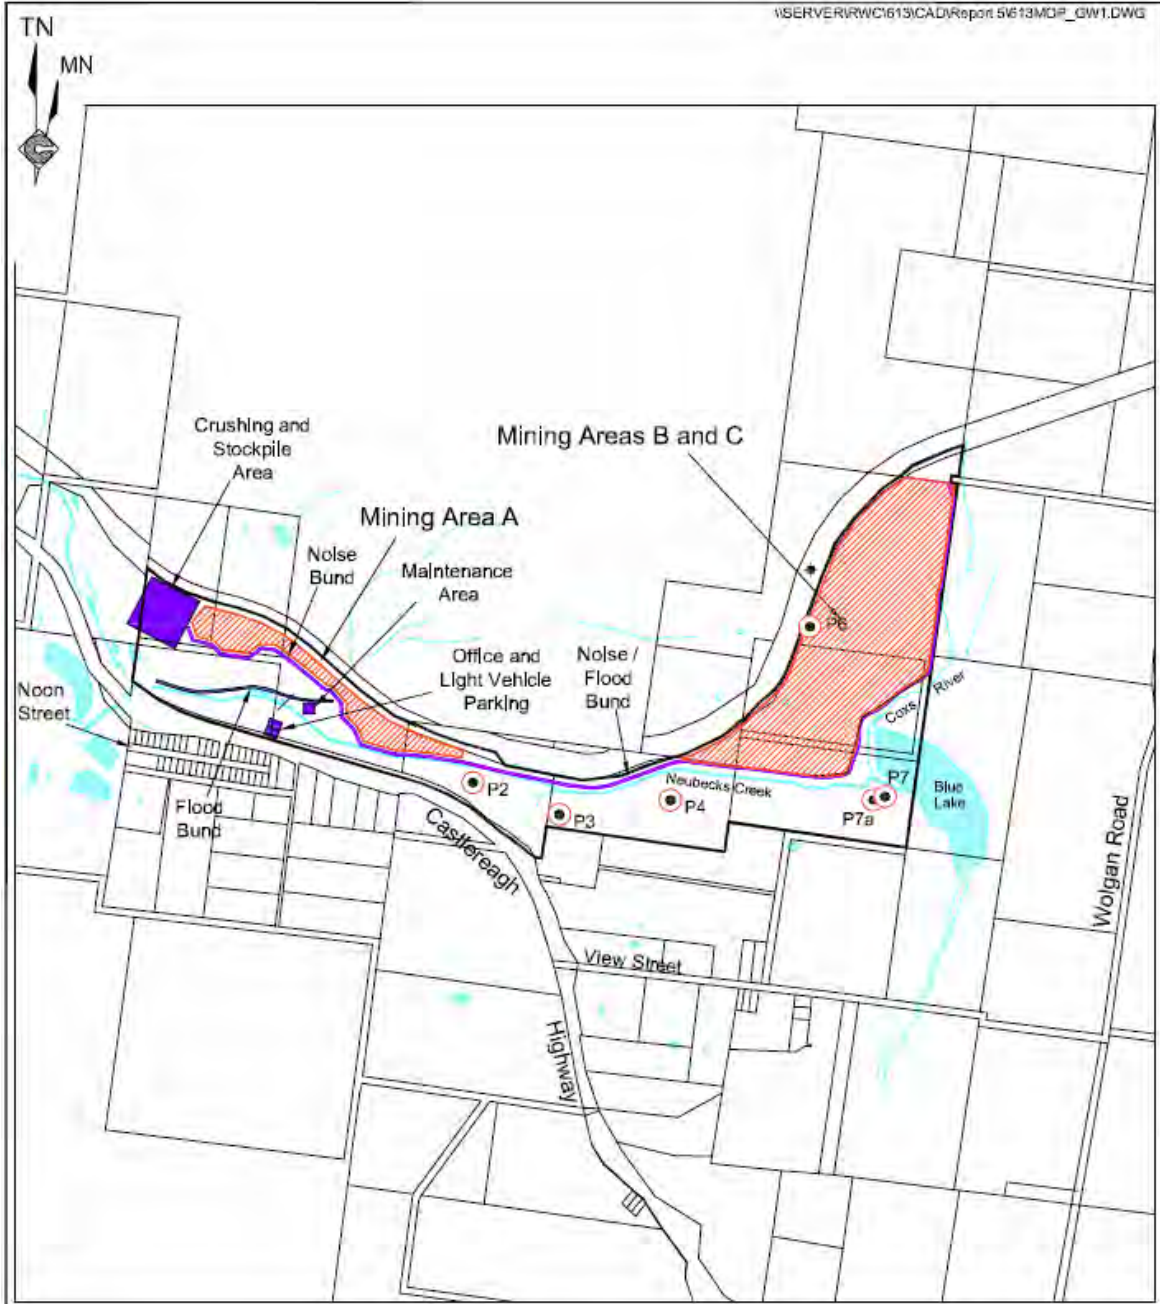 \\SERVER\RWC\613\CAD\Report 5\613MOP_GW1.DWG
TN
MN
Crushing and
Stockpile
Area
Mining Areas B and C
Mining Area A
Noise
Bund
Maintenance
Area
P6
Office and
Light Vehicle
Parking
Noise /
Flood
Bund
Noon
Street
Coxs River
Neubecks Creek
P7
P2
P4
Blue
Lake
P3
P7a
Flood
Bund
Castlereagh
Wolgan Road
View Street
Highway